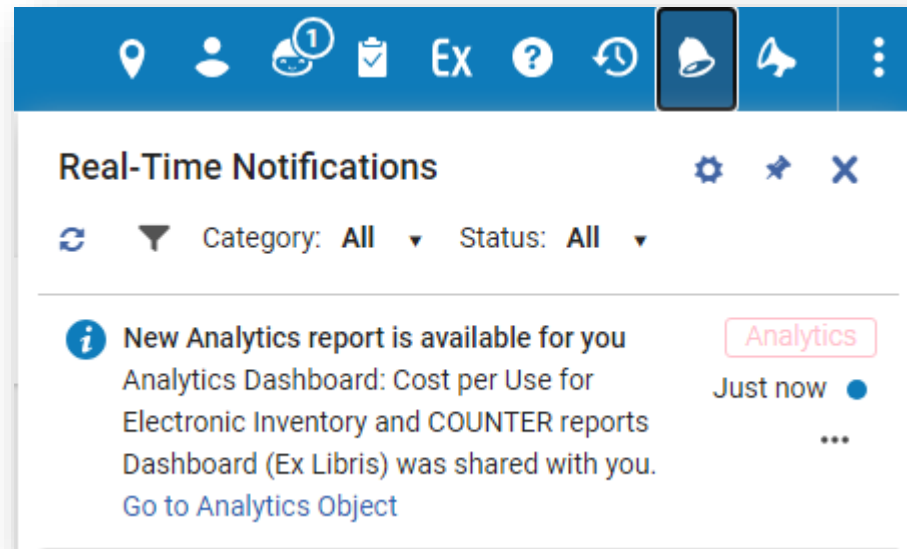 1
Ex
?
Real-Time Notifications
Category: All Status: All
New Analytics report is available for you
Analytics
Analytics Dashboard: Cost per Use for
Just now
Electronic Inventory and COUNTER reports
Dashboard (Ex Libris) was shared with you.
Go to Analytics Object